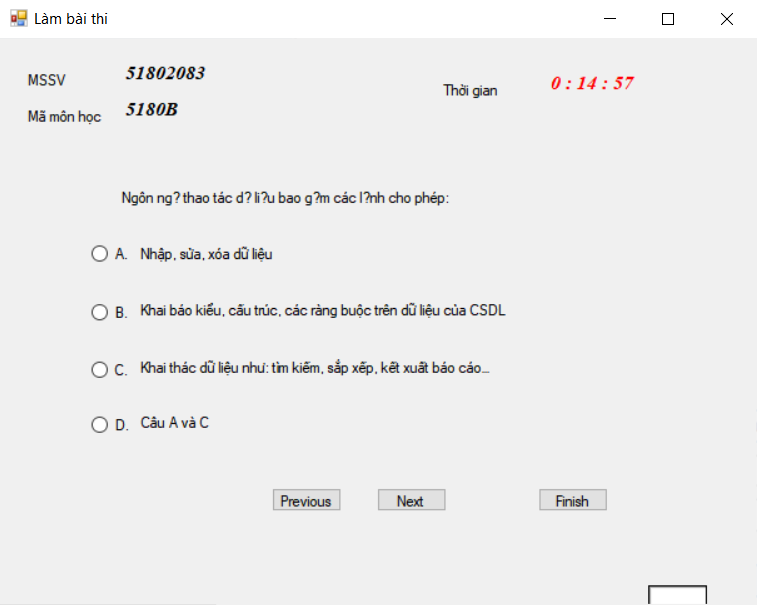 Làm bài thi
MSSV 51802083
Thời gian 0 : 14 : 57
Mã môn học 5180B
Ngôn ng? thao tác d? li?u bao g?m các l?nh cho phép:
A. Nhập, sửa, xóa dữ liệu
B. Khai báo kiểu, cấu trúc, các ràng buộc trên dữ liệu của CSDL
C. Khai thác dữ liệu như: tìm kiếm, sắp xếp, kết xuất báo cáo...
D. Câu A và C
Previous Next Finish